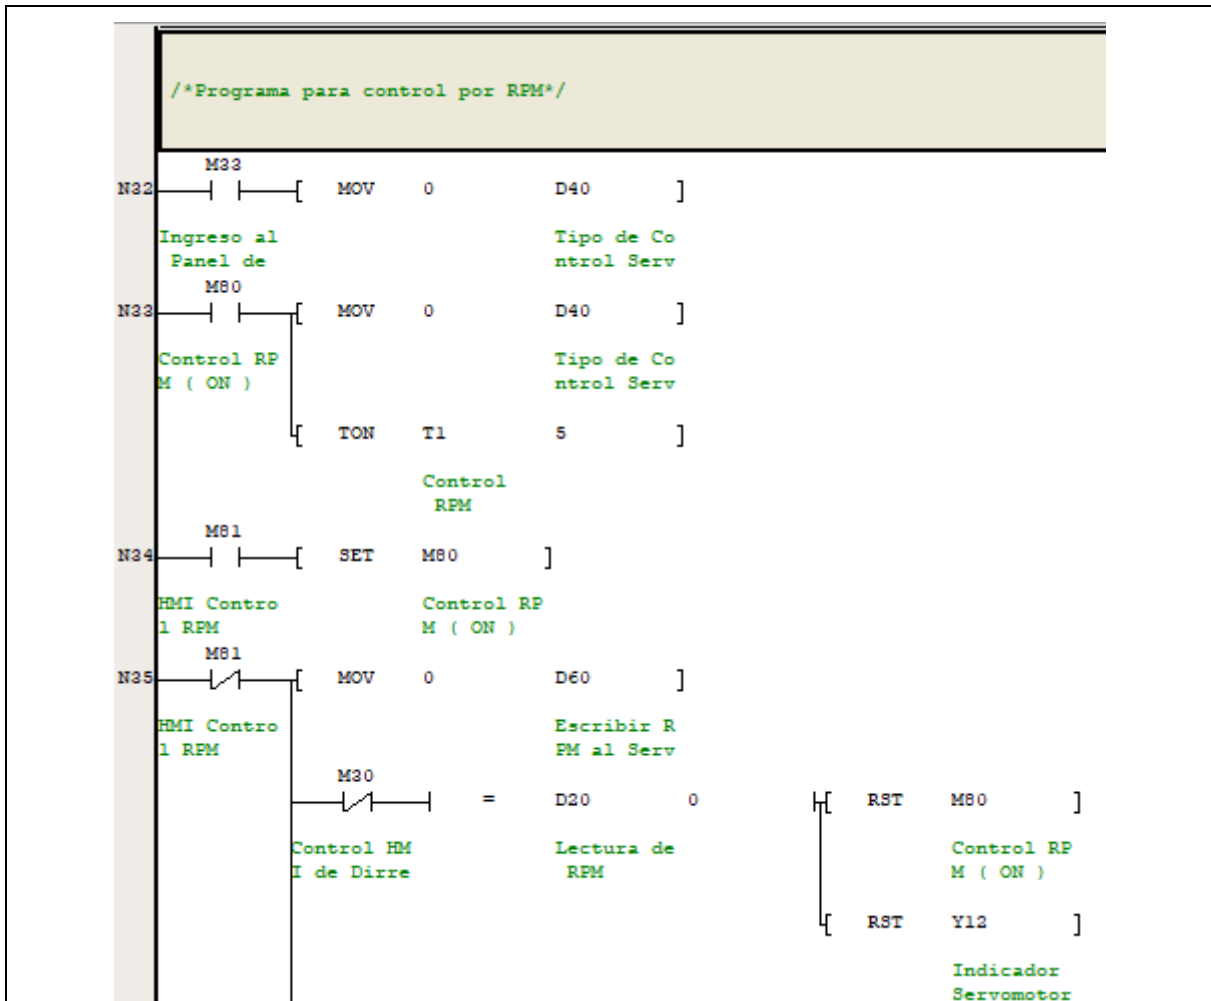 /*Programa para control por RPM*/
M33
N32 MOV 0 D40
Ingreso al Tipo de Co
Panel de ntrol Serv
M80
N33 MOV 0 D40
Control RP Tipo de Co
M ( ON ) ntrol Serv
TON T1 5
Control
RPM
M81
N34 SET M80
HMI Contro Control RP
l RPM M ( ON )
M81
N35 MOV 0 D60
HMI Contro Escribir R
l RPM PM al Serv
M30
= D20 0 RST M80
Control HM Lectura de Control RP
I de Dirre RPM M ( ON )
RST Y12
Indicador
Servomotor